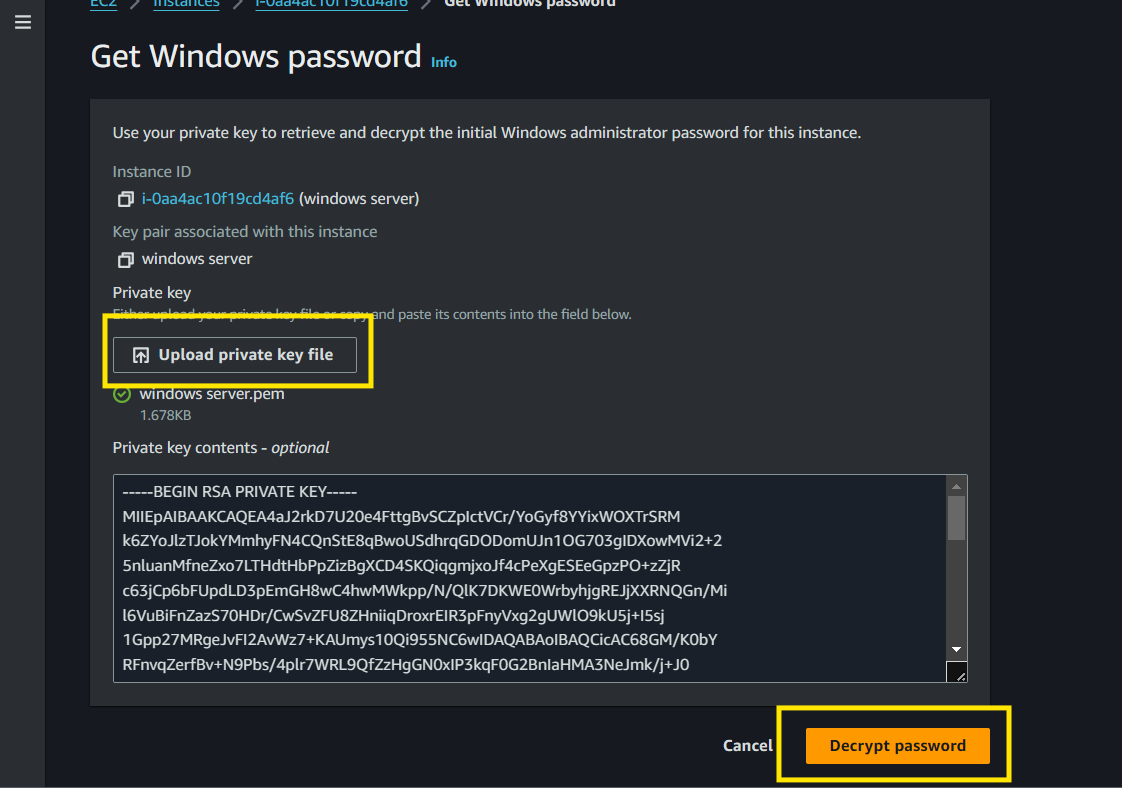 EC2 Instances i-0aa4ac10f19cd4af6 Get Windows password
Get Windows password Info
Use your private key to retrieve and decrypt the initial Windows administrator password for this instance.
Instance ID
i-0aa4ac10f19cd4af6 (windows server)
Key pair associated with this instance
windows server
Private key
Either upload your private key file or copy and paste its contents into the field below.
Upload private key file
windows server.pem
1.678KB
Private key contents - optional
-----BEGIN RSA PRIVATE KEY-----
MIIEpAIBAAKCAQEA4aJ2rkD7U20e4FttgBvSCZpIctVCr/YoGyf8YYixWOXTrSRM
k6ZYoJlzTJokYMmhyFN4CQnStE8qBwoUSdhrqGDODomUJn1OG703gIDXowMVi2+2
5nluanMfneZxo7LTHdtHbPpZizBgXCD4SKQiqgmjxoJf4cPeXgESEeGpzPO+zZjR
c63jCp6bFUpdLD3pEmGH8wC4hwMWkpp/N/QlK7DKWE0WrbyhjgREJjXXRNQGn/Mi
l6VuBiFnZazS70HDr/CwSvZFU8ZHniiqDroxrEIR3pFnyVxg2gUWlO9kU5j+I5sj
1Gpp27MRgeJvFI2AvWz7+KAUmys10Qi955NC6wIDAQABAoIBAQCicAC68GM/K0bY
RFnvqZerfBv+N9Pbs/4plr7WRL9QfZzHgGN0xIP3kqF0G2BnIaHMA3NeJmk/j+J0
Cancel Decrypt password